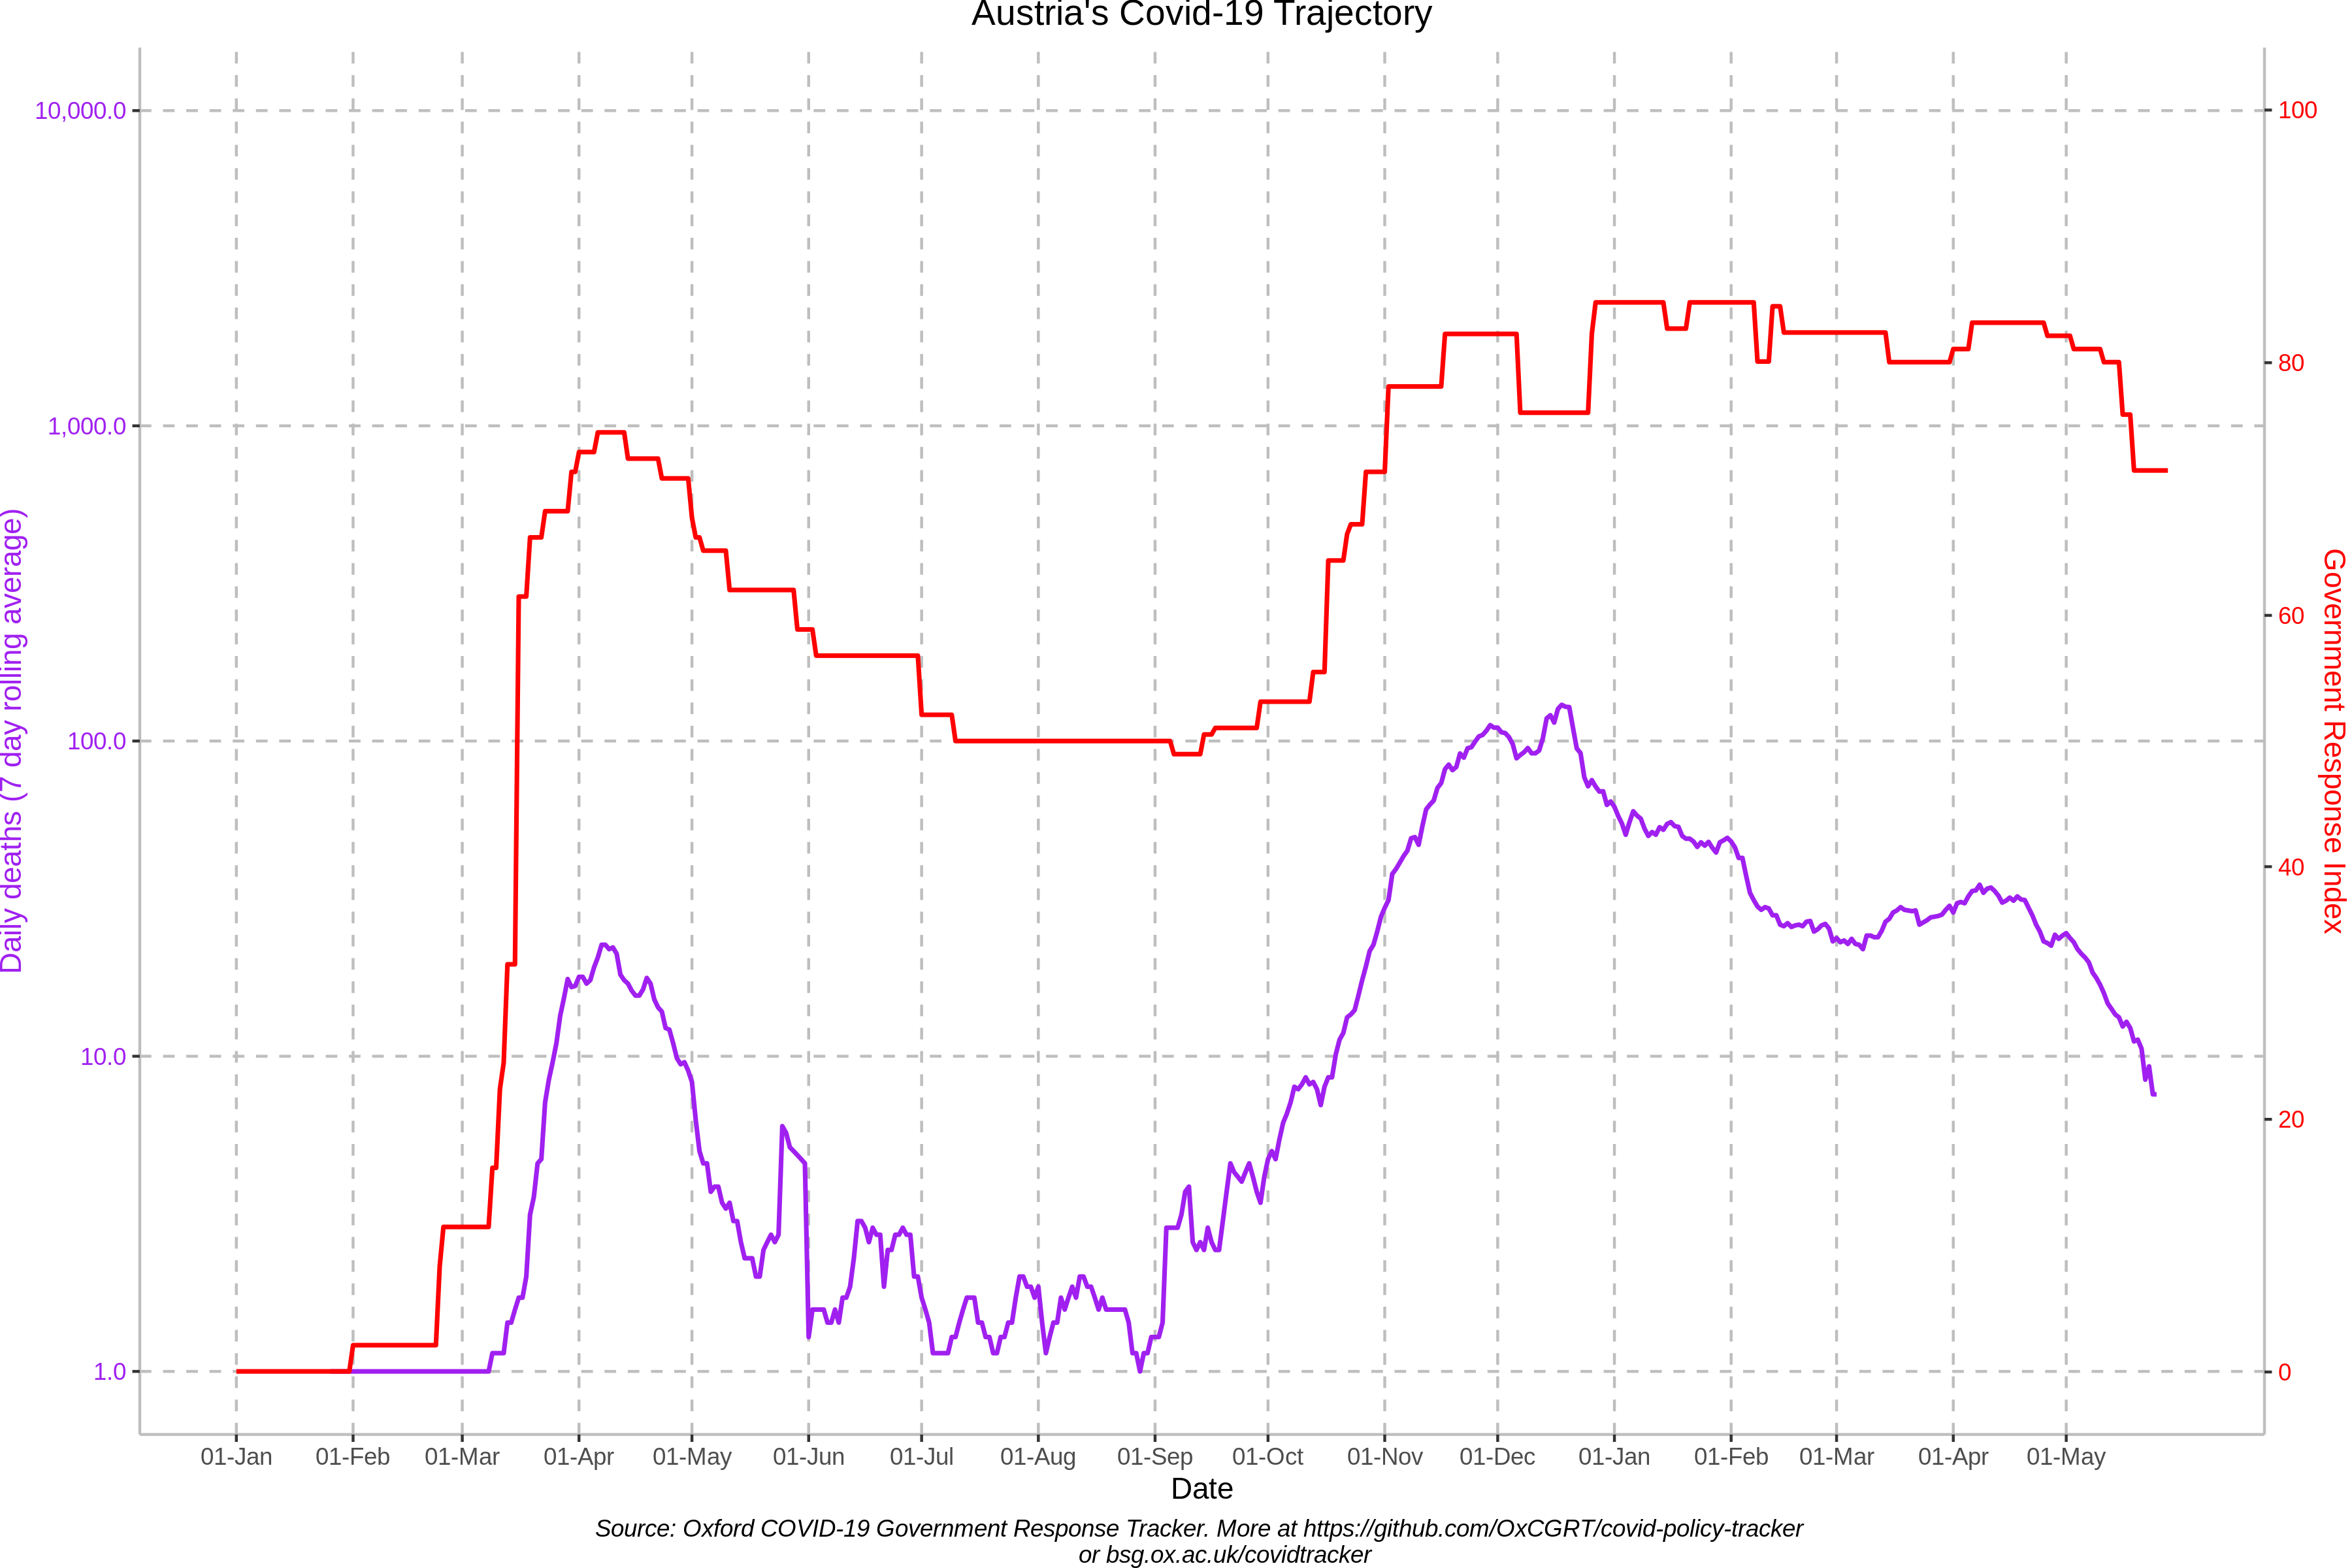 Austria's Covid-19 Trajectory
10,000.0
1,000.0
100.0
10.0
1.0
Daily deaths (7 day rolling average)
100
80
60
40
20
0
Government Response Index
01-Jan 01-Feb 01-Mar 01-Apr 01-May 01-Jun 01-Jul 01-Aug 01-Sep 01-Oct 01-Nov 01-Dec 01-Jan 01-Feb 01-Mar 01-Apr 01-May
Date
Source: Oxford COVID-19 Government Response Tracker. More at https://github.com/OxCGRT/covid-policy-tracker
or bsg.ox.ac.uk/covidtracker